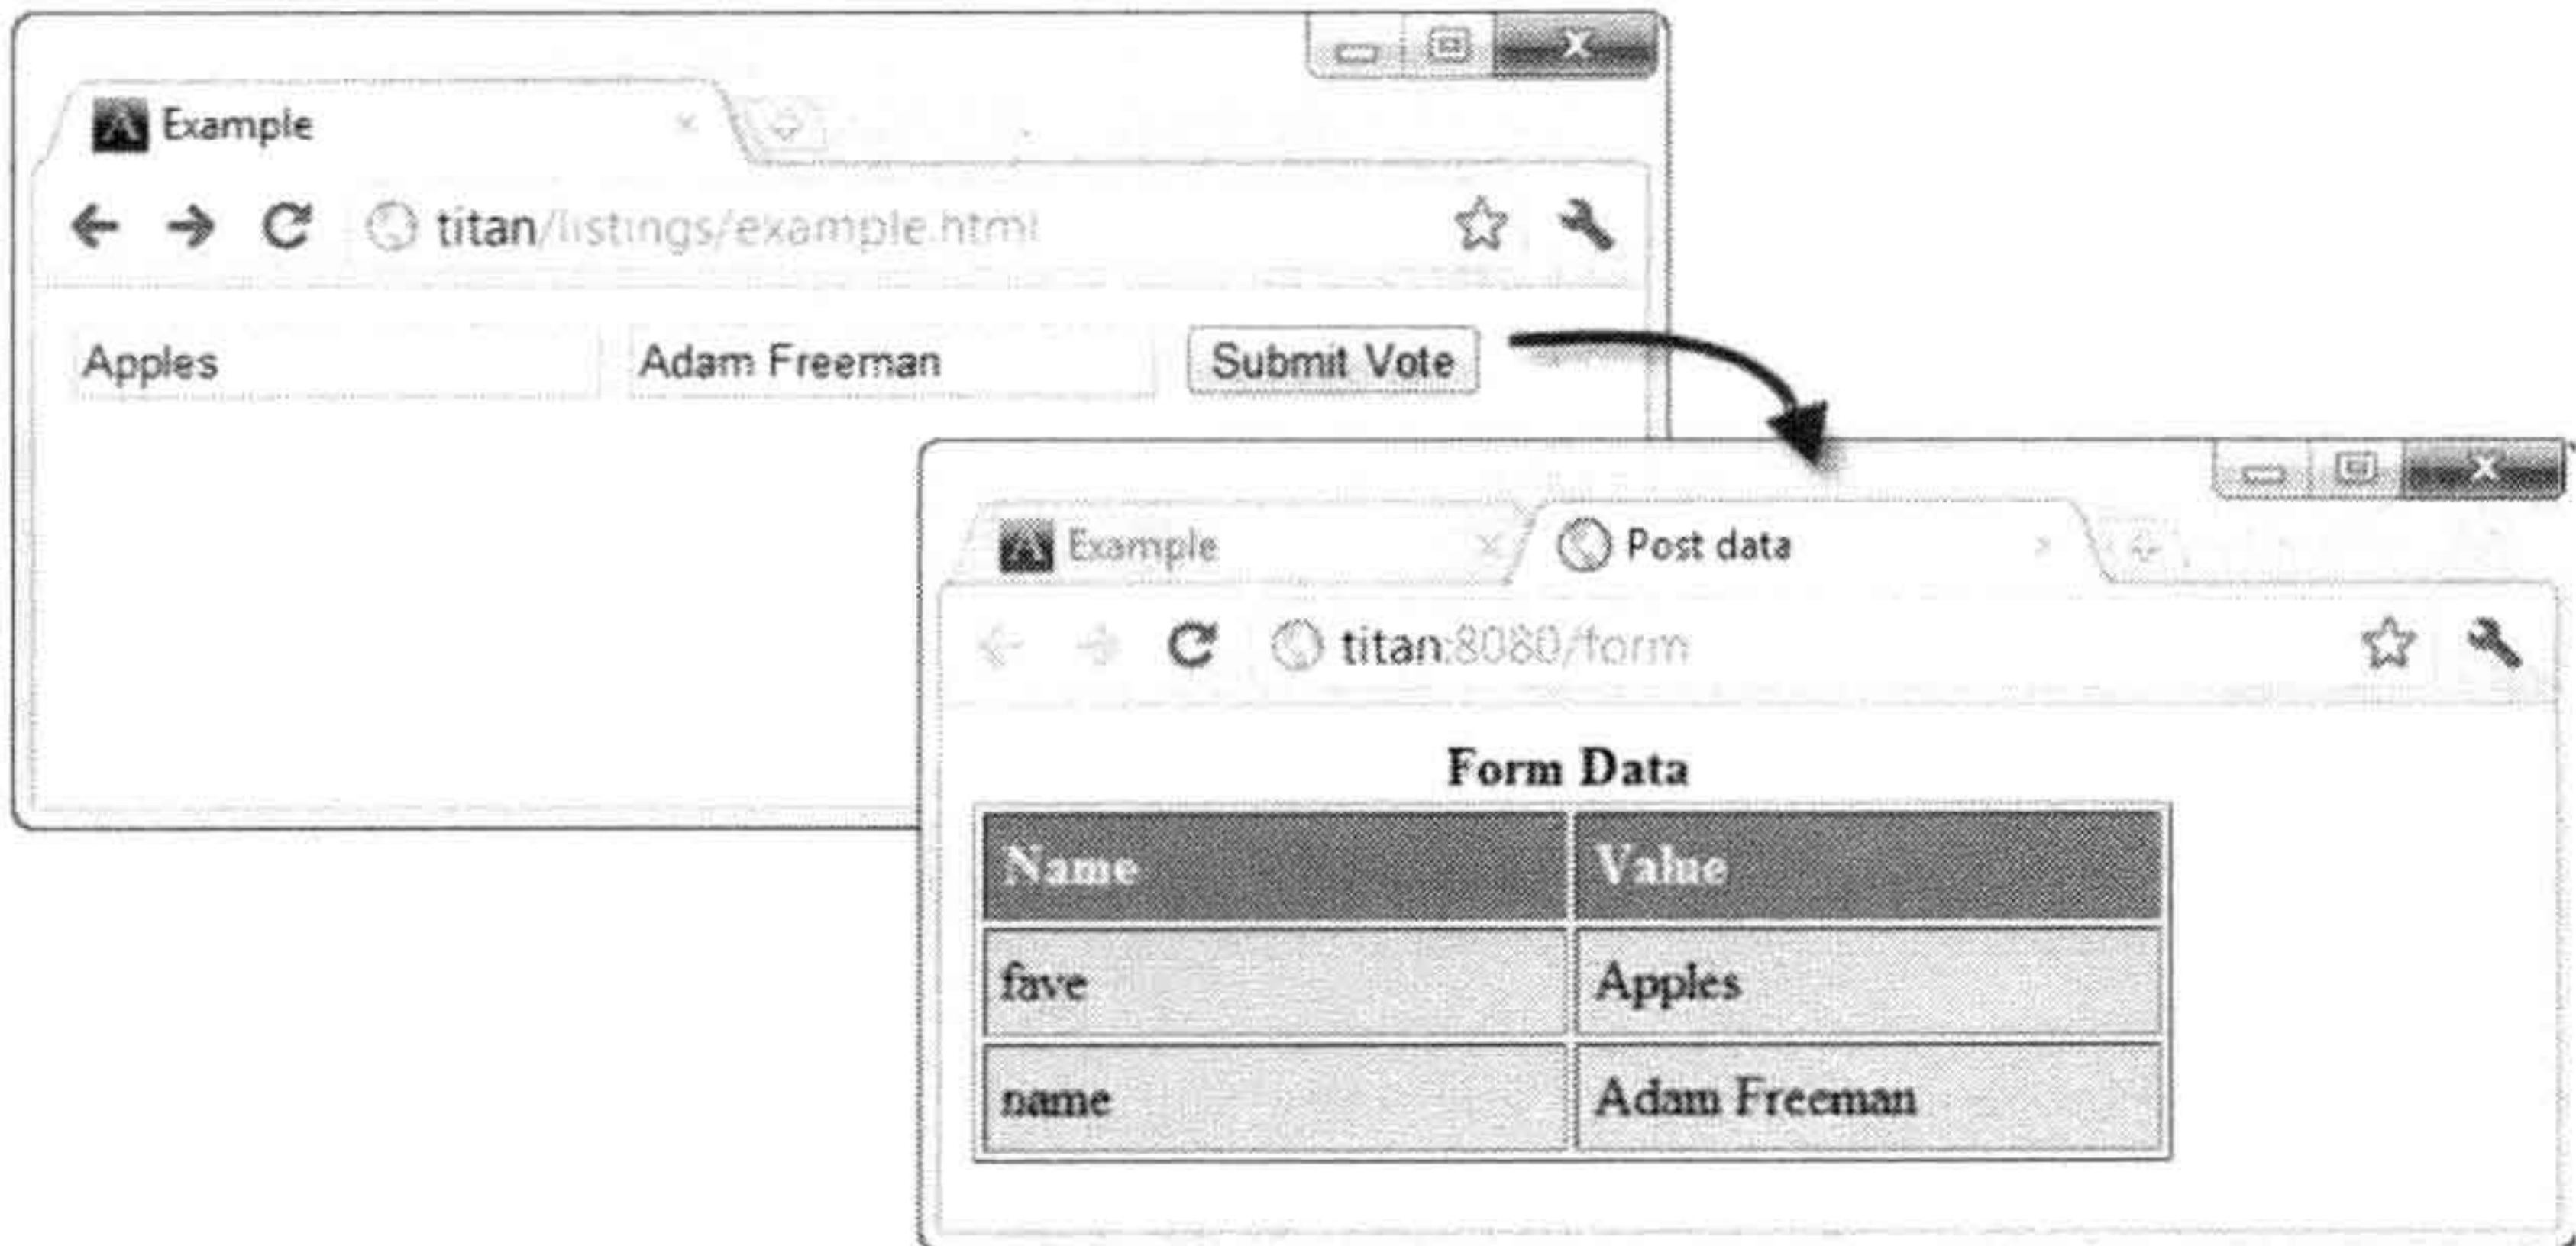 Example
titan/listings/example.html
Apples Adam Freeman Submit Vote
Example Post data
titan:8080/form
Form Data
Name Value
fave Apples
name Adam Freeman